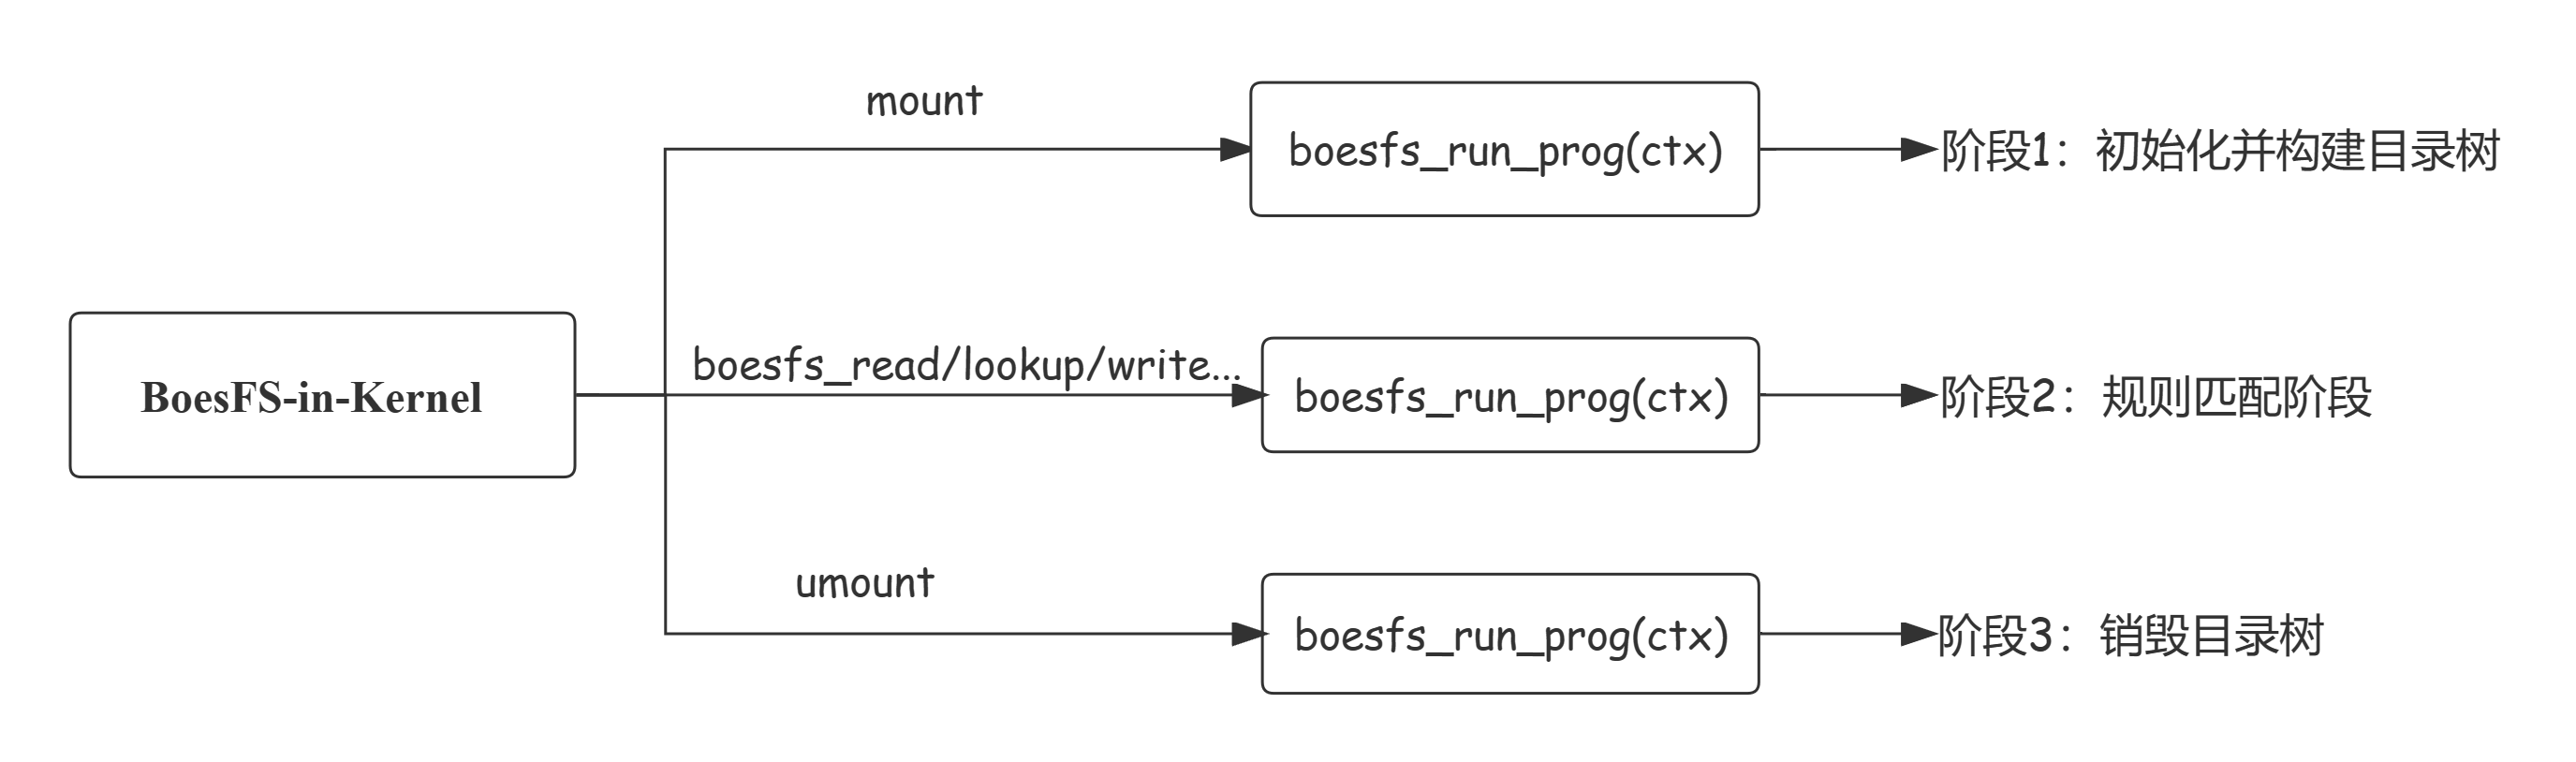 mount
boesfs_run_prog(ctx)
阶段1：初始化并构建目录树
BoesFS-in-Kernel
boesfs_read/lookup/write...
boesfs_run_prog(ctx)
阶段2：规则匹配阶段
umount
boesfs_run_prog(ctx)
阶段3：销毁目录树